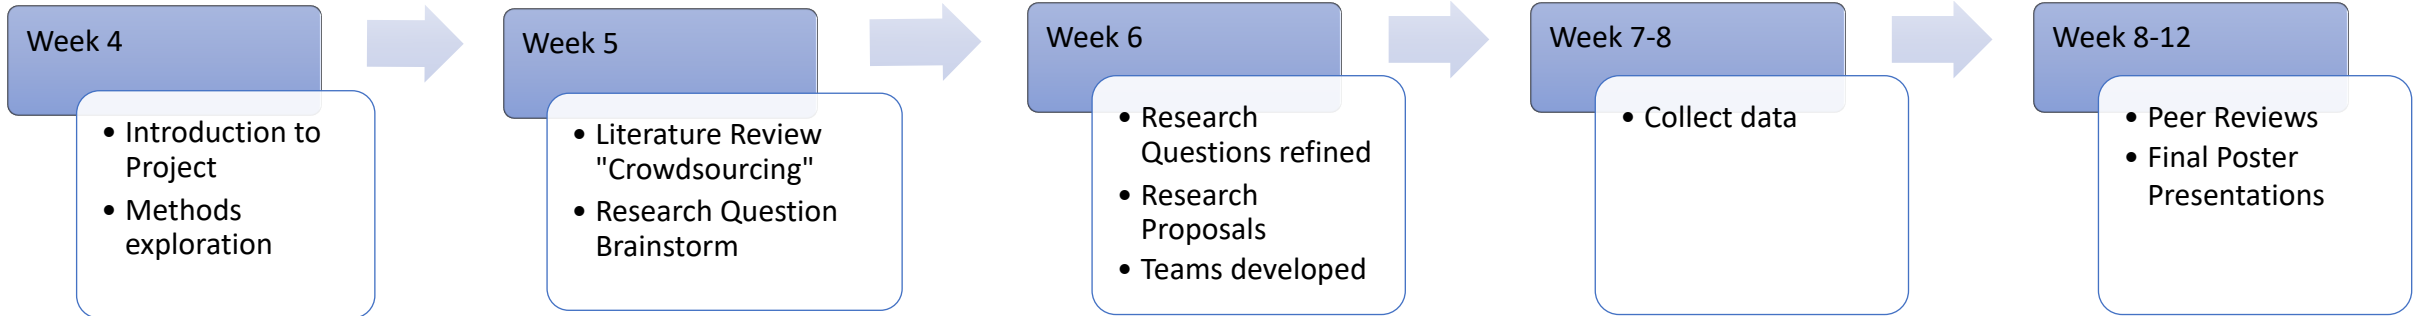 Week 4
• Introduction to
Project
• Methods
exploration
Week 5
• Literature Review
"Crowdsourcing"
• Research Question
Brainstorm
Week 6
• Research
Questions refined
• Research
Proposals
• Teams developed
Week 7-8
• Collect data
Week 8-12
• Peer Reviews
• Final Poster
Presentations